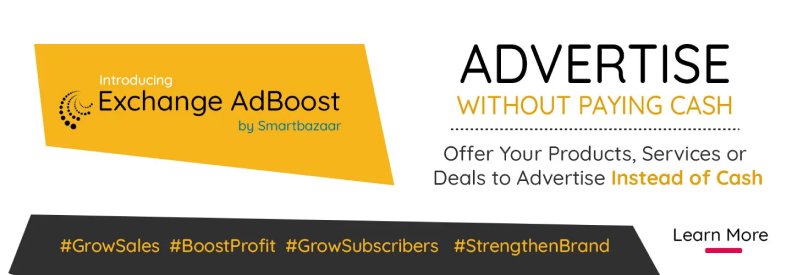 Introducing
Exchange AdBoost
by Smartbazaar
ADVERTISE
WITHOUT PAYING CASH
Offer Your Products, Services or
Deals to Advertise Instead of Cash
#GrowSales #BoostProfit #GrowSubscribers #StrengthenBrand
Learn More